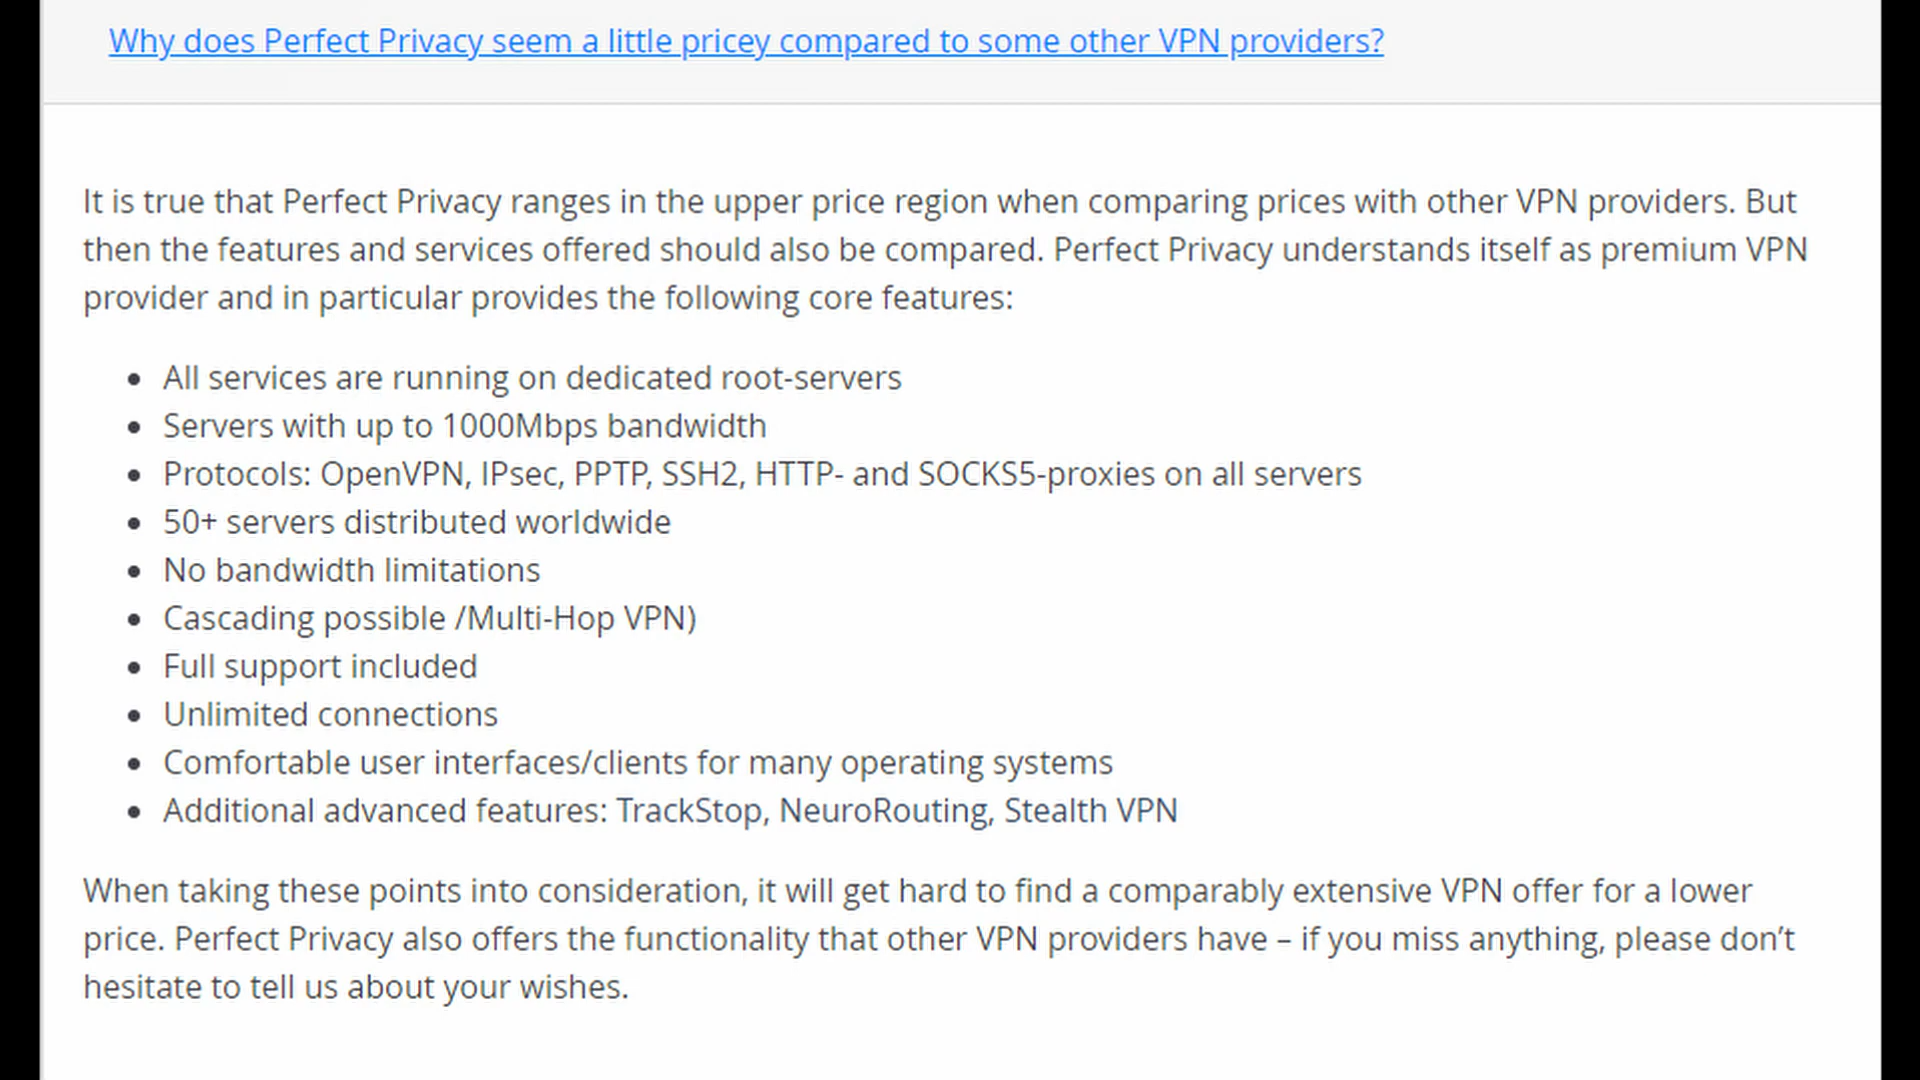 Why does Perfect Privacy seem a little pricey compared to some other VPN providers?
It is true that Perfect Privacy ranges in the upper price region when comparing prices with other VPN providers. But
then the features and services offered should also be compared. Perfect Privacy understands itself as premium VPN
provider and in particular provides the following core features:
• All services are running on dedicated root-servers
• Servers with up to 1000Mbps bandwidth
• Protocols: OpenVPN, IPsec, PPTP, SSH2, HTTP- and SOCKS5-proxies on all servers
• 50+ servers distributed worldwide
• No bandwidth limitations
• Cascading possible /Multi-Hop VPN)
• Full support included
• Unlimited connections
• Comfortable user interfaces/clients for many operating systems
• Additional advanced features: TrackStop, NeuroRouting, Stealth VPN
When taking these points into consideration, it will get hard to find a comparably extensive VPN offer for a lower
price. Perfect Privacy also offers the functionality that other VPN providers have – if you miss anything, please don’t
hesitate to tell us about your wishes.